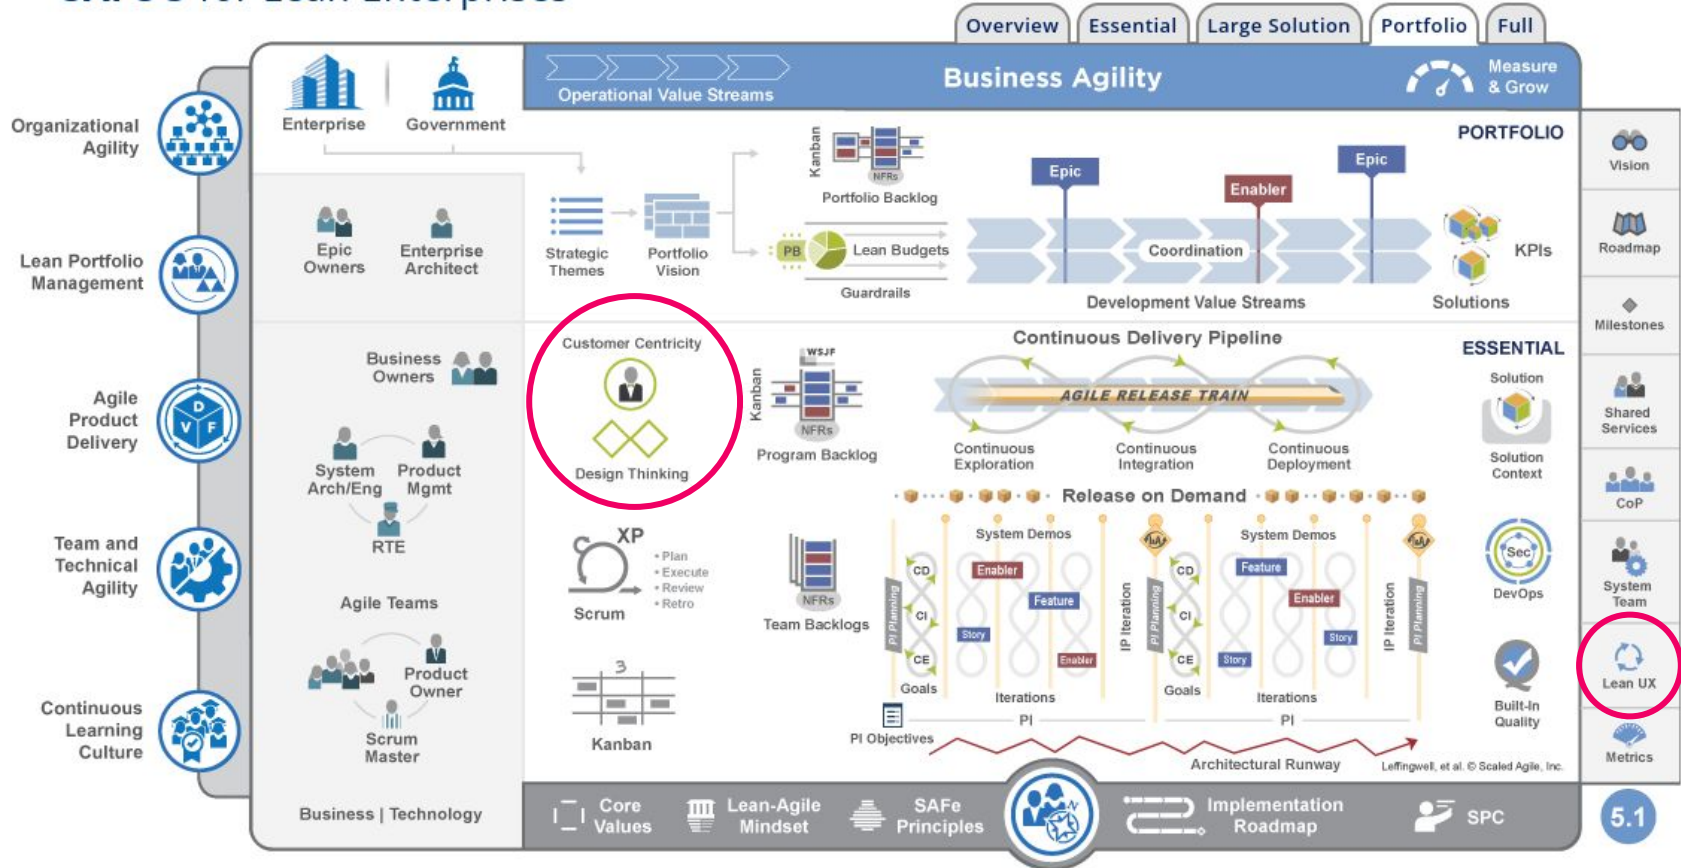 for Lean Enterprises
Overview
Essential
Large Solution
Portfolio
Full
Enterprise
Government
Operational Value Streams
Business Agility
Measure
& Grow
Organizational
Agility
Lean Portfolio
Management
Agile
Product
Delivery
D
V
F
Team and
Technical
Agility
Continuous
Learning
Culture
Epic
Owners
Enterprise
Architect
Business
Owners
System
Arch/Eng
Product
Mgmt
RTE
Agile Teams
Product
Owner
Scrum
Master
Business | Technology
PORTFOLIO
Strategic
Themes
Portfolio
Vision
Kanban
NFRs
Portfolio Backlog
PB
Lean Budgets
Guardrails
Epic
Enabler
Epic
Coordination
Development Value Streams
KPIs
Solutions
ESSENTIAL
Customer Centricity
Design Thinking
WSJF
Kanban
NFRs
Program Backlog
Continuous Delivery Pipeline
AGILE RELEASE TRAIN
Continuous
Exploration
Continuous
Integration
Continuous
Deployment
Solution
Solution
Context
Release on Demand
XP
• Plan
• Execute
• Review
• Retro
Scrum
NFRs
Team Backlogs
3
Kanban
PI Planning
CD
CI
CE
Goals
System Demos
Enabler
Feature
Story
Enabler
Iterations
IP Iteration
I&A
PI Planning
CD
CI
CE
Goals
System Demos
Feature
Enabler
Story
Story
Iterations
IP Iteration
I&A
PI Planning
PI
PI
PI Objectives
Architectural Runway
Sec
DevOps
Built-In
Quality
Leffingwell, et al. © Scaled Agile, Inc.
Vision
Roadmap
Milestones
Shared
Services
CoP
System
Team
Lean UX
Metrics
Core
Values
Lean-Agile
Mindset
SAFe
Principles
N
Implementation
Roadmap
SPC
5.1